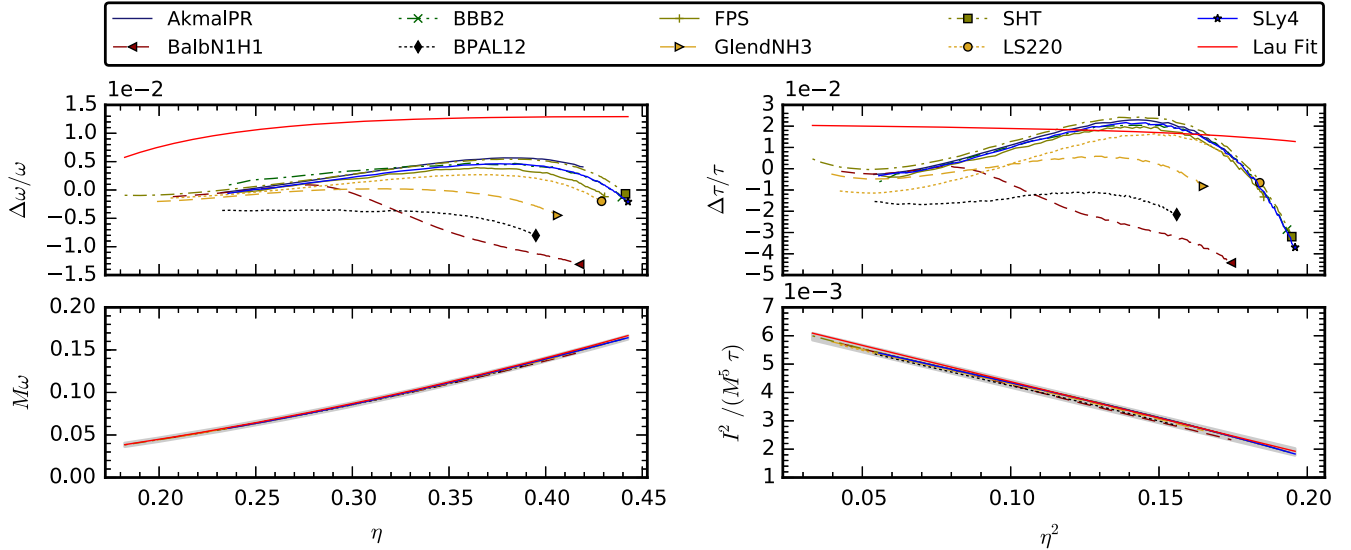 AkmalPR BBB2 FPS SHT SLy4
BalbN1H1 BPAL12 GlendNH3 LS220 Lau Fit
1e−2
1.5
1.0
0.5
0.0
−0.5
−1.0
−1.5
Δω/ω
1e−2
3
2
1
0
−1
−2
−3
−4
−5
Δτ/τ
0.20
0.15
0.10
0.05
0.00
Mω
0.20 0.25 0.30 0.35 0.40 0.45
η
1e−3
7
6
5
4
3
2
1
I² /(M⁵ τ)
0.05 0.10 0.15 0.20
η²